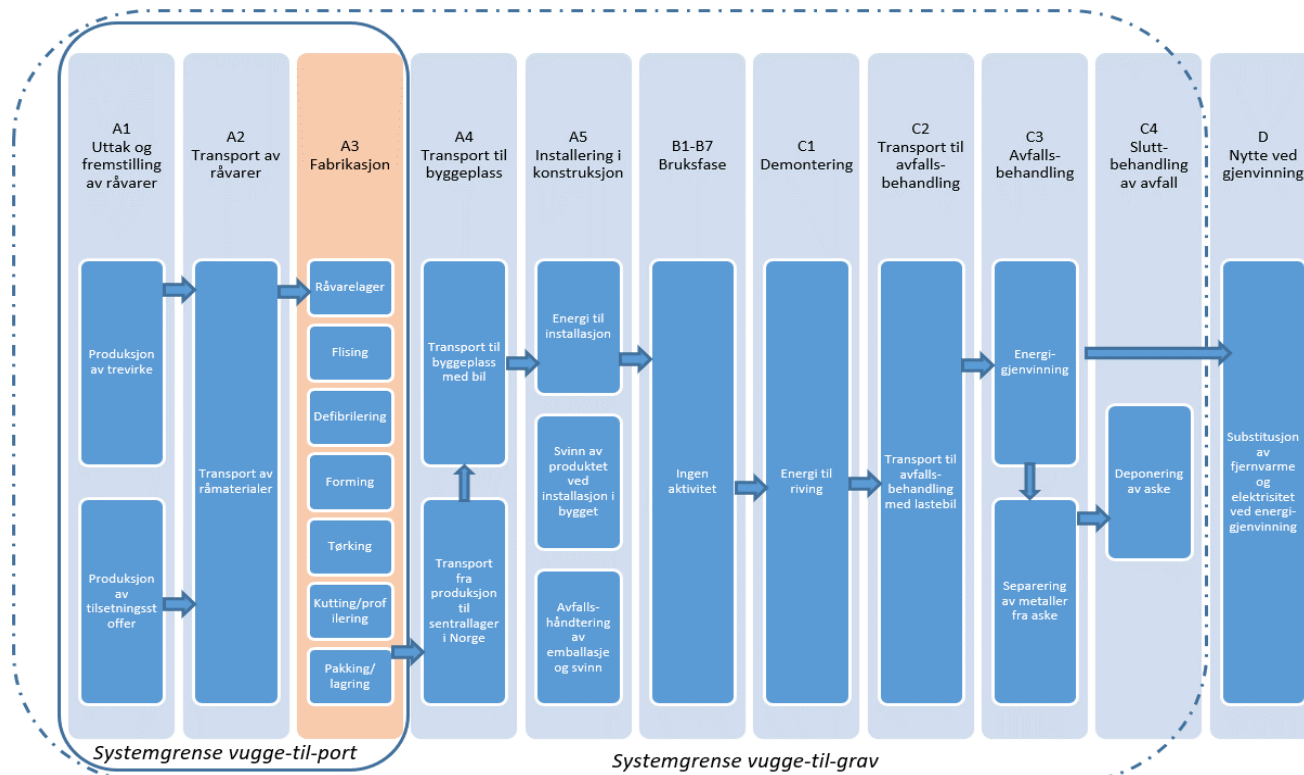 A1
Uttak og
fremstilling
av råvarer
A2
Transport av
råvarer
A3
Fabrikasjon
A4
Transport til
byggeplass
A5
Installering i
konstruksjon
B1-B7
Bruksfase
C1
Demontering
C2
Transport til
avfalls-
behandling
C3
Avfalls-
behandling
C4
Slutt-
behandling
av avfall
D
Nytte ved
gjenvinning
Produksjon
av trevirke
Produksjon
av
tilsetningsst
offer
Transport av
råmaterialer
Råvarelager
Flising
Defibrilering
Forming
Tørking
Kutting/prof
ilering
Pakking/
lagring
Transport til
byggeplass
med bil
Transport
fra
produksjon
til
sentrallager
i Norge
Energi til
installasjon
Svinn av
produktet
ved
installasjon i
bygget
Avfalls-
håndtering
av
emballasje
og svinn
Ingen
aktivitet
Energi til
riving
Transport til
avfalls-
behandling
med lastebil
Energi-
gjenvinning
Separering
av metaller
fra aske
Deponering
av aske
Substitusjon
av
fjernvarme
og
elektrisitet
ved energi-
gjenvinning
Systemgrense vugge-til-port
Systemgrense vugge-til-grav